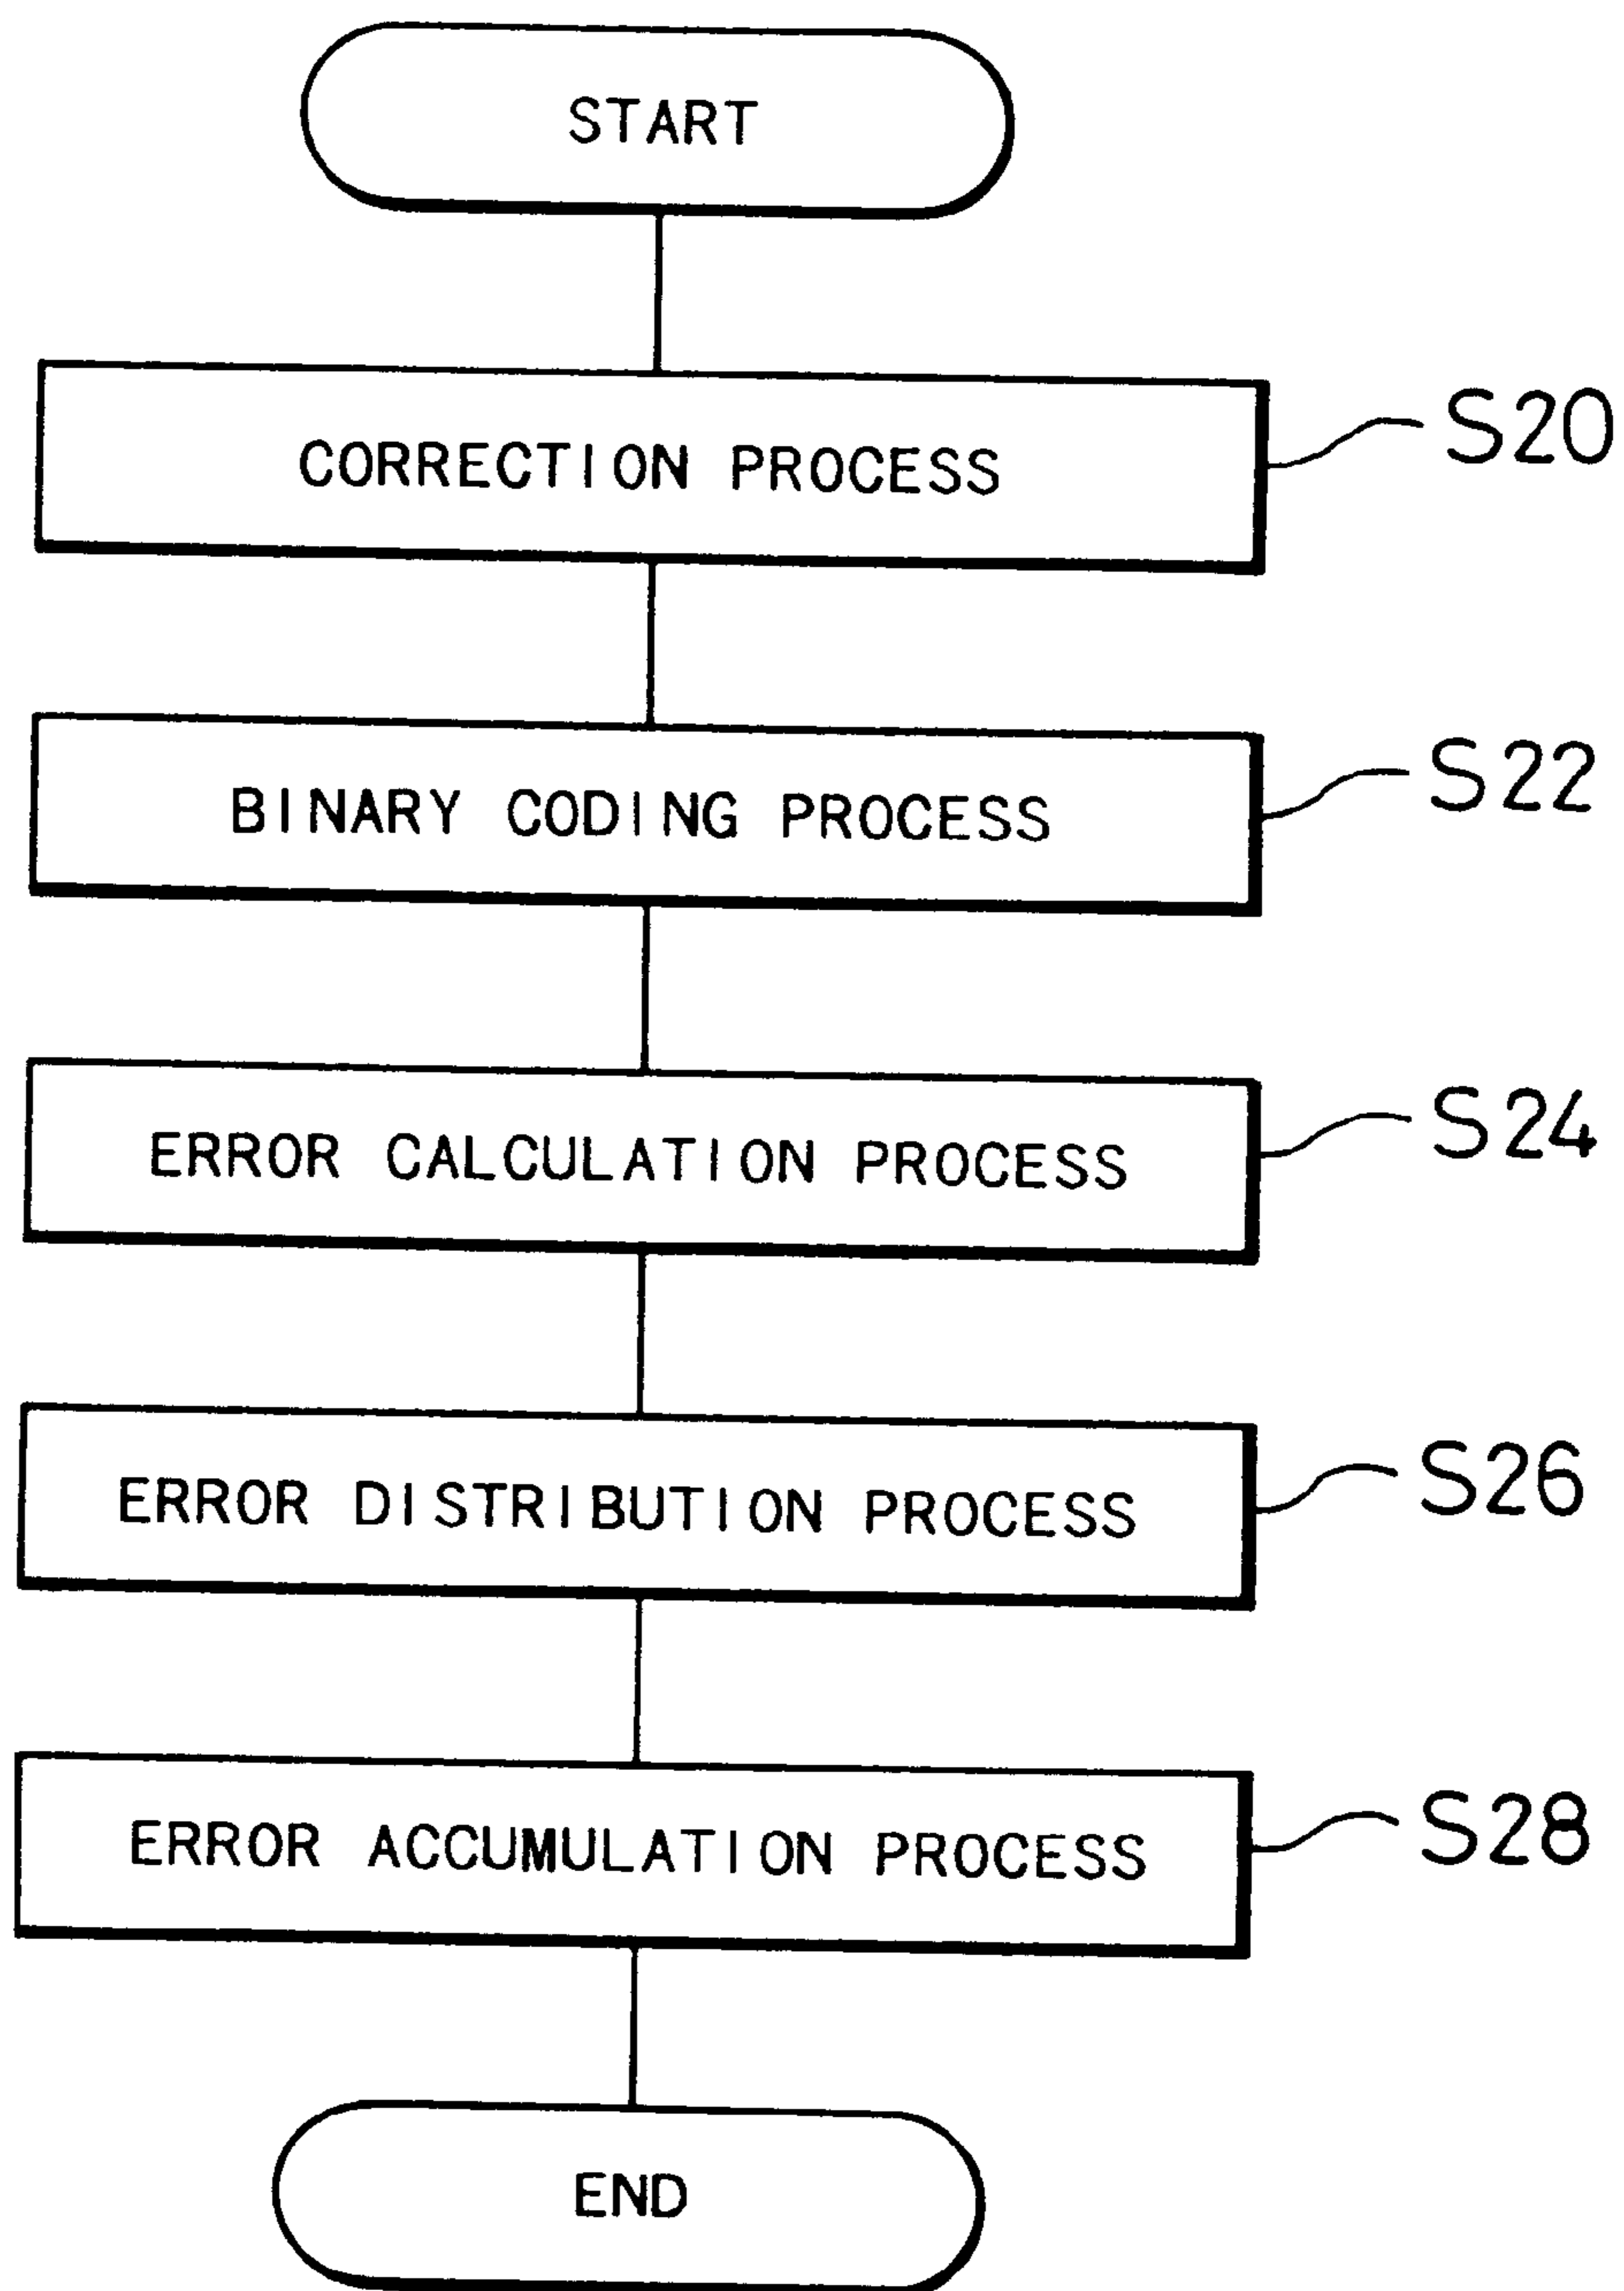 START
CORRECTION PROCESS
S20
BINARY CODING PROCESS
S22
ERROR CALCULATION PROCESS
S24
ERROR DISTRIBUTION PROCESS
S26
ERROR ACCUMULATION PROCESS
S28
END